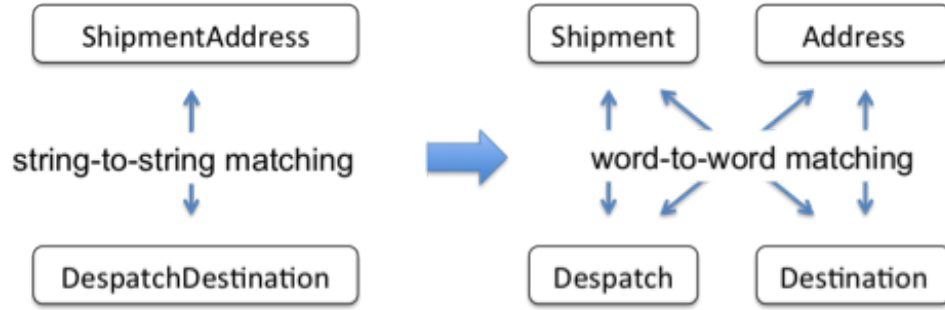 ShipmentAddress
string-to-string matching
DespatchDestination
Shipment Address
word-to-word matching
Despatch Destination